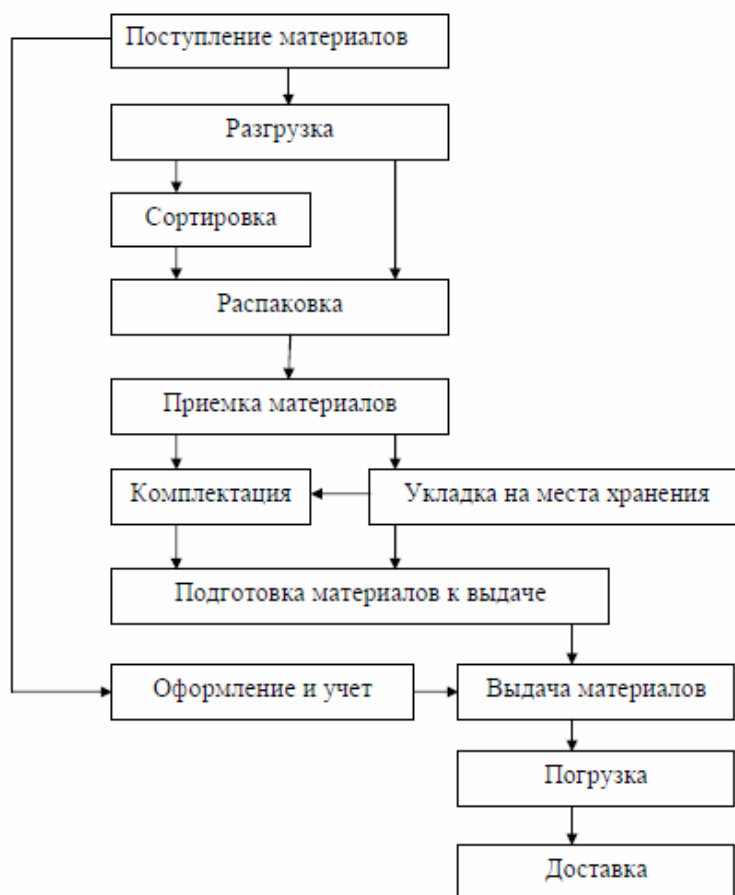 Поступление материалов
Разгрузка
Сортировка
Распаковка
Приемка материалов
Комплектация
Укладка на места хранения
Подготовка материалов к выдаче
Оформление и учет
Выдача материалов
Погрузка
Доставка